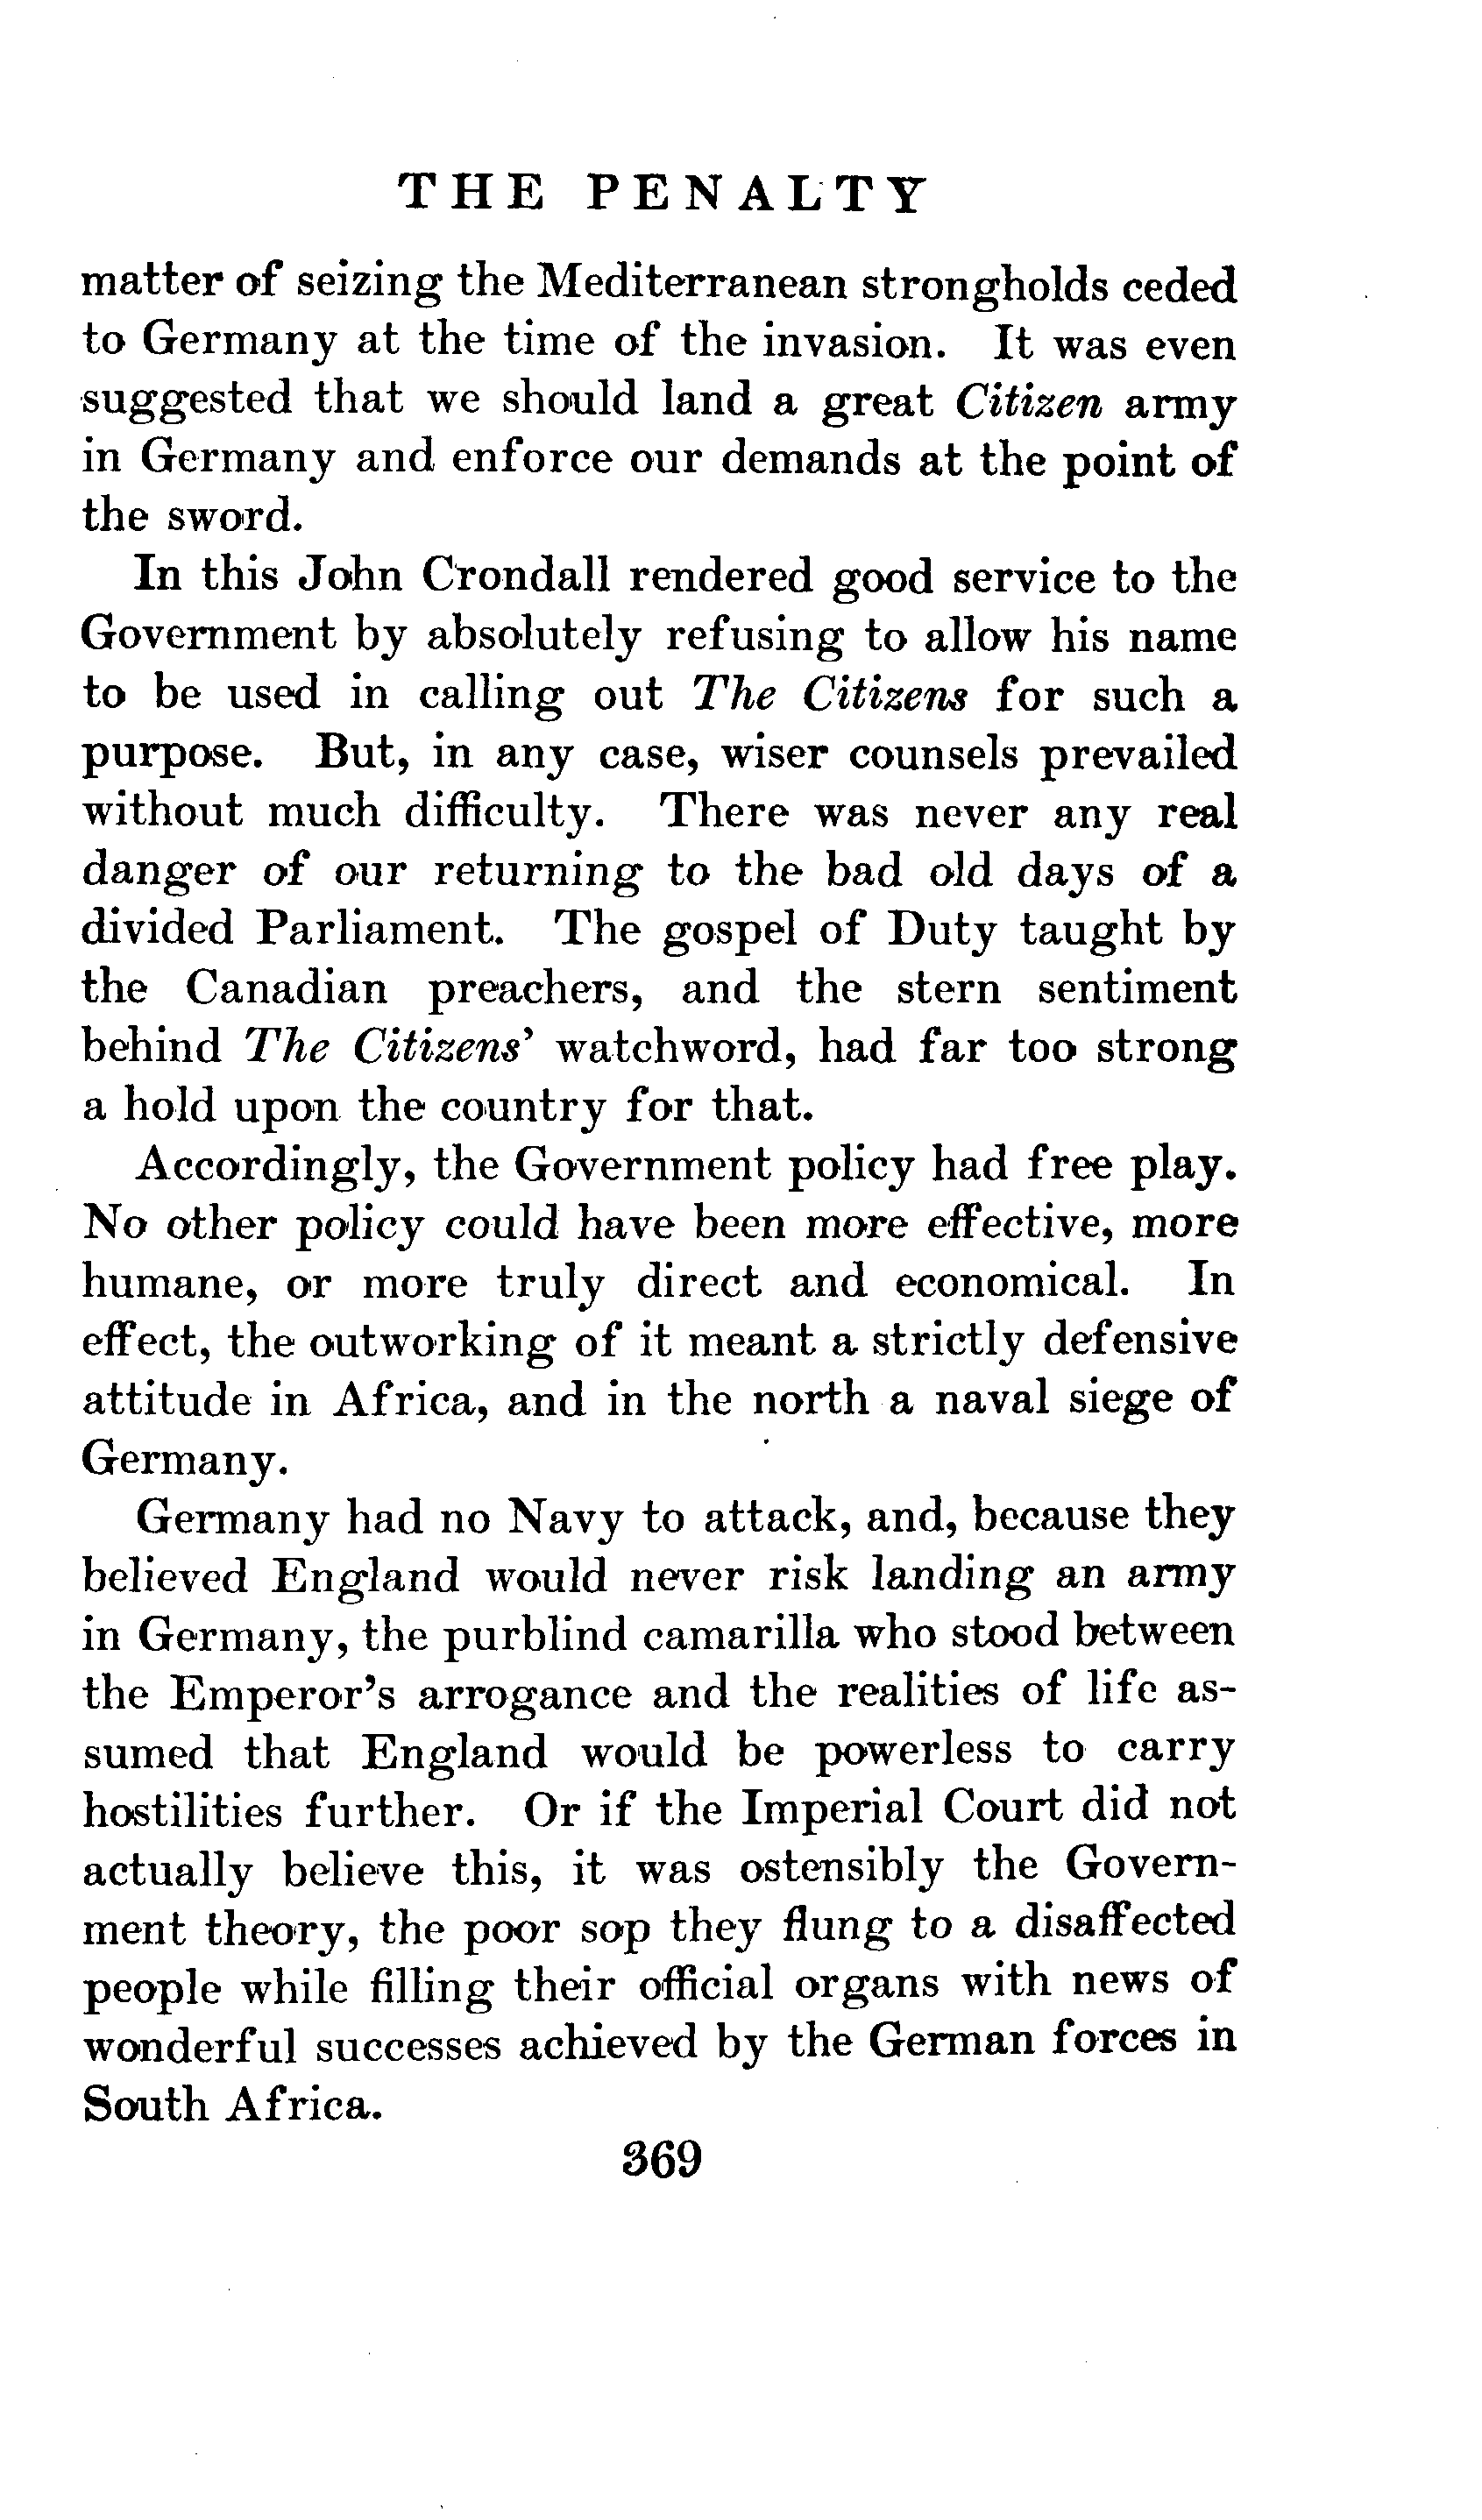 THE PENALTY
matter of seizing the Mediterranean strongholds ceded
to Germany at the time of the invasion. It was even
suggested that we should land a great Citizen army
in Germany and enforce our demands at the point of
the sword.
In this John Crondall rendered good service to the
Government by absolutely refusing to allow his name
to be used in calling out The Citizens for such a
purpose. But, in any case, wiser counsels prevailed
without much difficulty. There was never any real
danger of our returning to the bad old days of a
divided Parliament. The gospel of Duty taught by
the Canadian preachers, and the stern sentiment
behind The Citizens' watchword, had far too strong
a hold upon the country for that.
Accordingly, the Government policy had free play.
No other policy could have been more effective, more
humane, or more truly direct and economical. In
effect, the outworking of it meant a strictly defensive
attitude in Africa, and in the north a naval siege of
Germany.
Germany had no Navy to attack, and, because they
believed England would never risk landing an army
in Germany, the purblind camarilla who stood between
the Emperor's arrogance and the realities of life as-
sumed that England would be powerless to carry
hostilities further. Or if the Imperial Court did not
actually believe this, it was ostensibly the Govern-
ment theory, the poor sop they flung to a disaffected
people while filling their official organs with news of
wonderful successes achieved by the German forces in
South Africa.
369